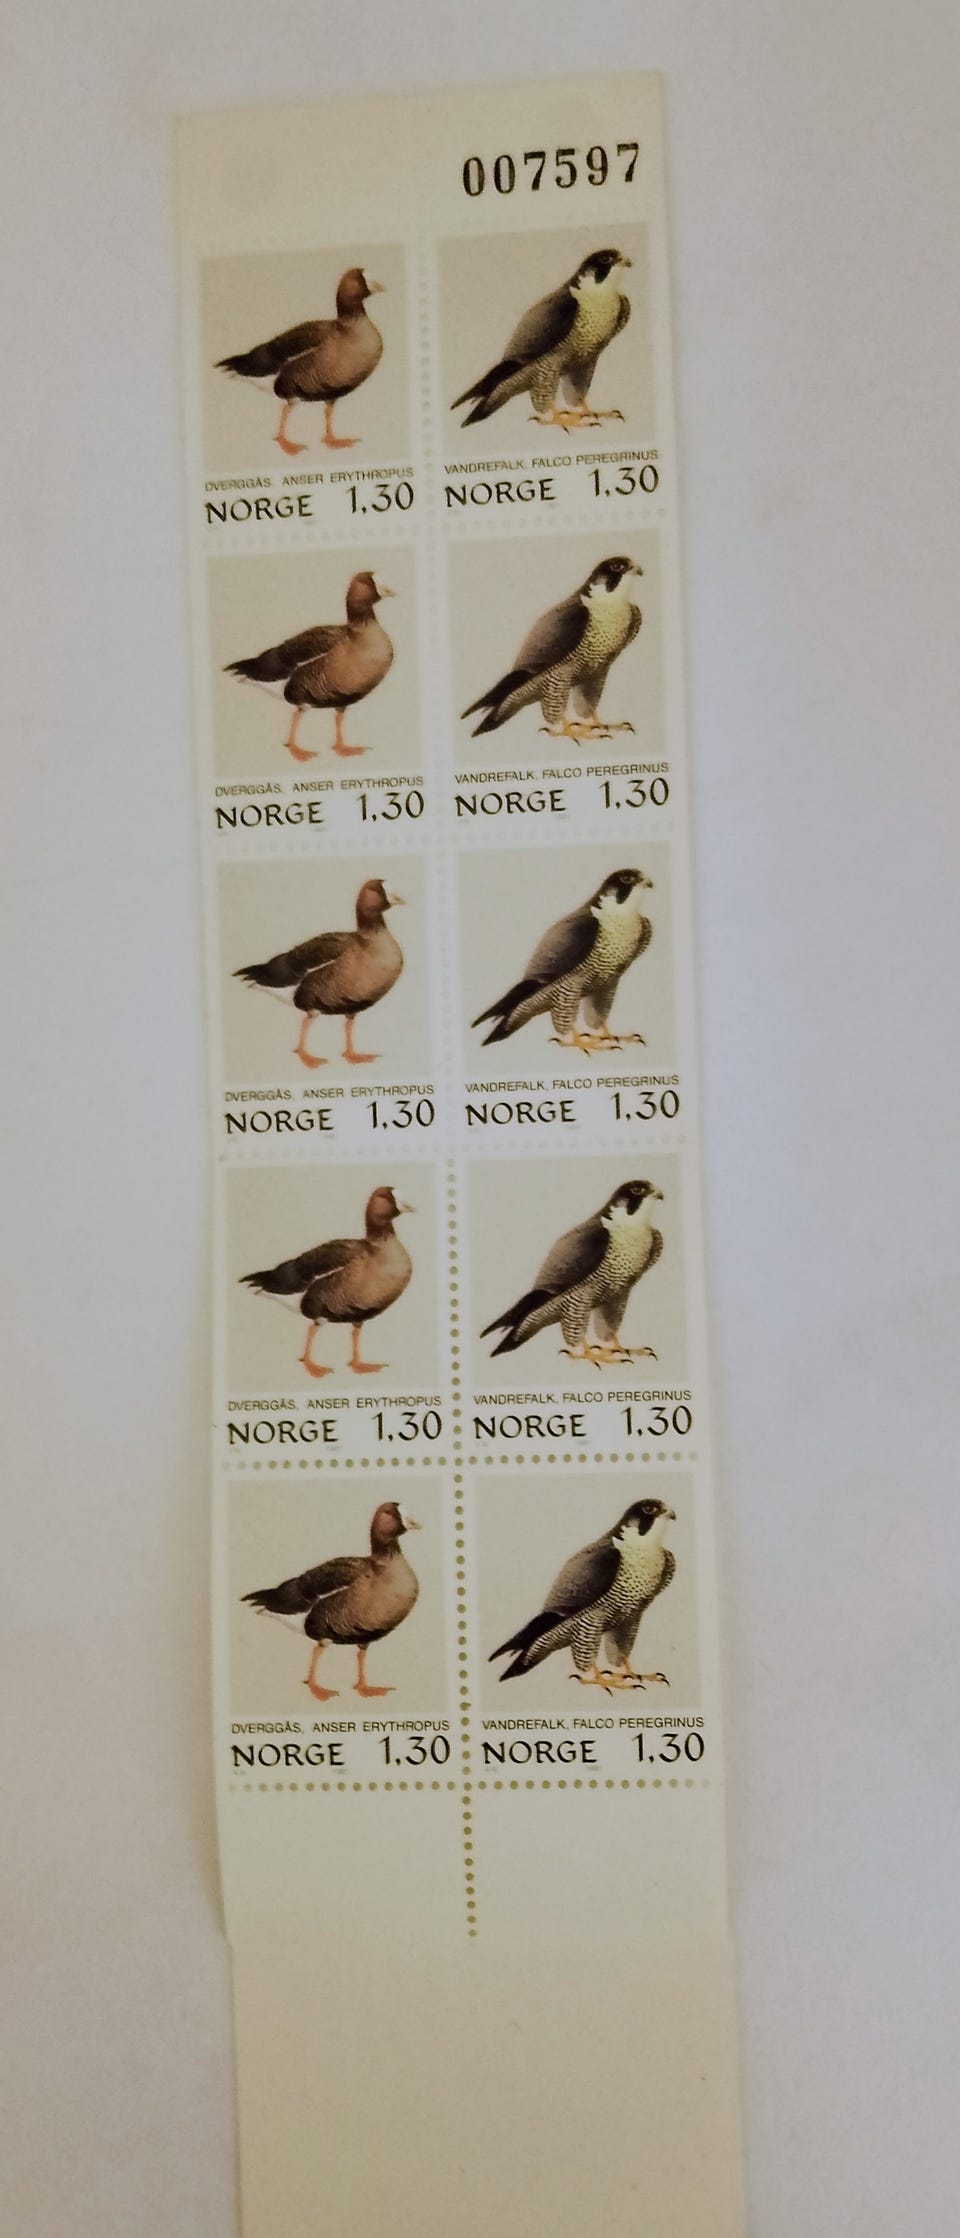 007597
DVERGGÅS, ANSER ERYTHROPUS
NORGE 1,30
VANDREFALK, FALCO PEREGRINUS
NORGE 1,30
DVERGGÅS, ANSER ERYTHROPUS
NORGE 1,30
VANDREFALK, FALCO PEREGRINUS
NORGE 1,30
DVERGGÅS, ANSER ERYTHROPUS
NORGE 1,30
VANDREFALK, FALCO PEREGRINUS
NORGE 1,30
DVERGGÅS, ANSER ERYTHROPUS
NORGE 1,30
VANDREFALK, FALCO PEREGRINUS
NORGE 1,30
DVERGGÅS, ANSER ERYTHROPUS
NORGE 1,30
VANDREFALK, FALCO PEREGRINUS
NORGE 1,30